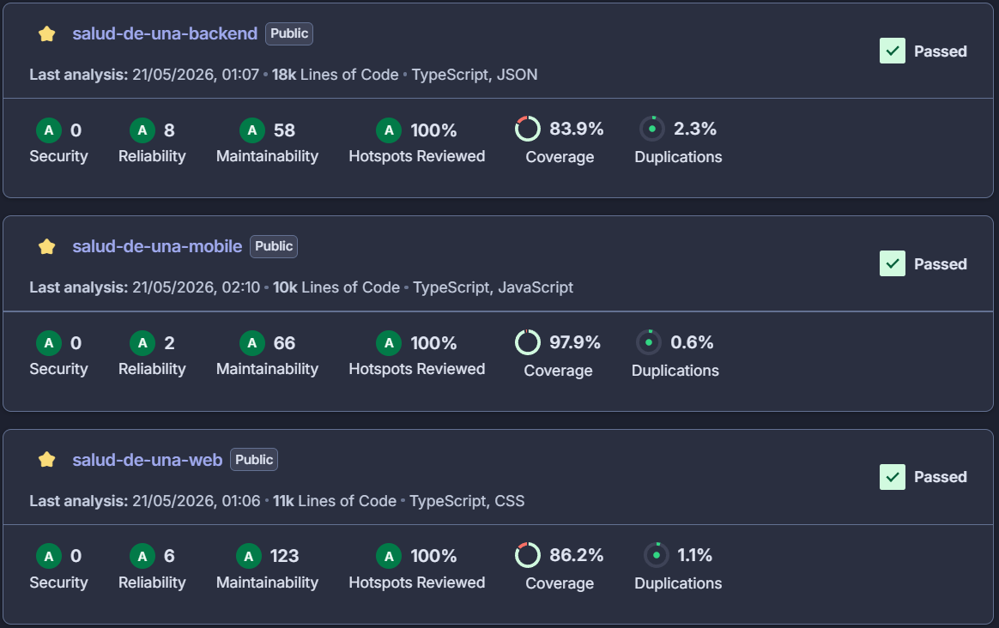 salud-de-una-backend Public
Passed
Last analysis: 21/05/2026, 01:07 • 18k Lines of Code • TypeScript, JSON
A 0 A 8 A 58 A 100% 83.9% 2.3%
Security Reliability Maintainability Hotspots Reviewed Coverage Duplications
salud-de-una-mobile Public
Passed
Last analysis: 21/05/2026, 02:10 • 10k Lines of Code • TypeScript, JavaScript
A 0 A 2 A 66 A 100% 97.9% 0.6%
Security Reliability Maintainability Hotspots Reviewed Coverage Duplications
salud-de-una-web Public
Passed
Last analysis: 21/05/2026, 01:06 • 11k Lines of Code • TypeScript, CSS
A 0 A 6 A 123 A 100% 86.2% 1.1%
Security Reliability Maintainability Hotspots Reviewed Coverage Duplications